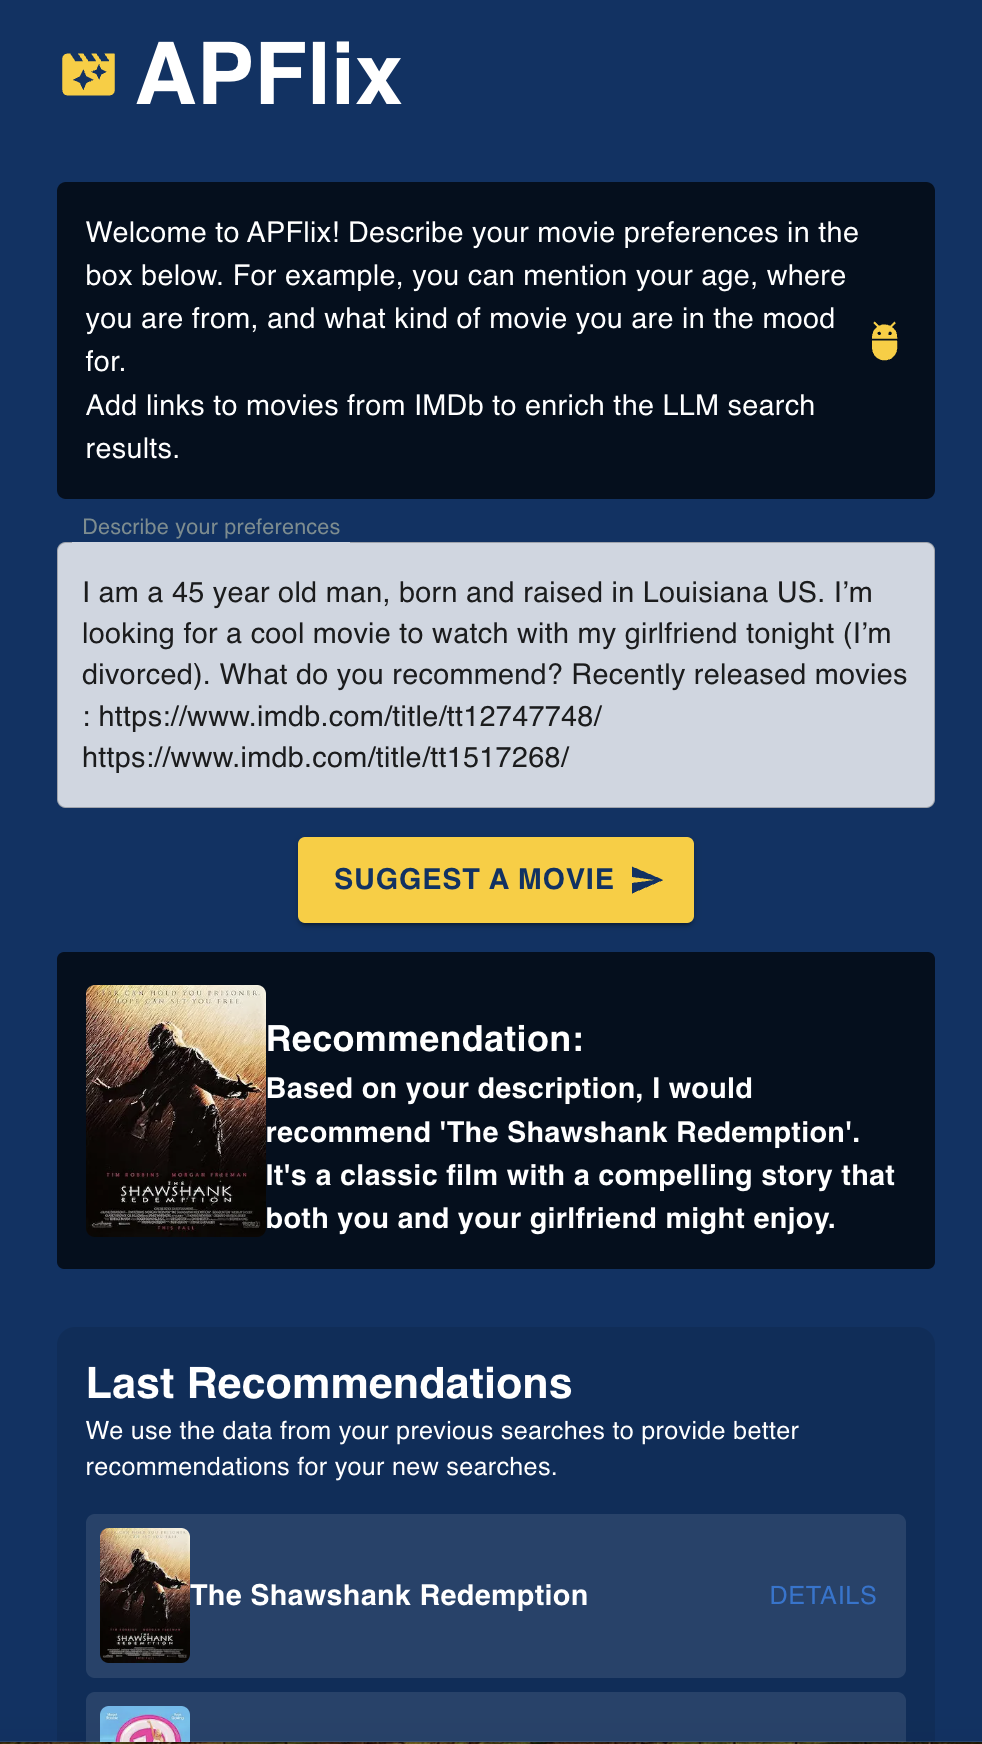 APFlix
Welcome to APFlix! Describe your movie preferences in the
box below. For example, you can mention your age, where
you are from, and what kind of movie you are in the mood
for.
Add links to movies from IMDb to enrich the LLM search
results.
Describe your preferences
I am a 45 year old man, born and raised in Louisiana US. I’m
looking for a cool movie to watch with my girlfriend tonight (I’m
divorced). What do you recommend? Recently released movies
: https://www.imdb.com/title/tt12747748/
https://www.imdb.com/title/tt1517268/
SUGGEST A MOVIE
FEAR CAN HOLD YOU PRISONER.
HOPE CAN SET YOU FREE.
TIM ROBBINS MORGAN FREEMAN
THE
SHAWSHANK
REDEMPTION
THIS FALL
Recommendation:
Based on your description, I would
recommend 'The Shawshank Redemption'.
It's a classic film with a compelling story that
both you and your girlfriend might enjoy.
Last Recommendations
We use the data from your previous searches to provide better
recommendations for your new searches.
THE
SHAWSHANK
REDEMPTION
The Shawshank Redemption
DETAILS